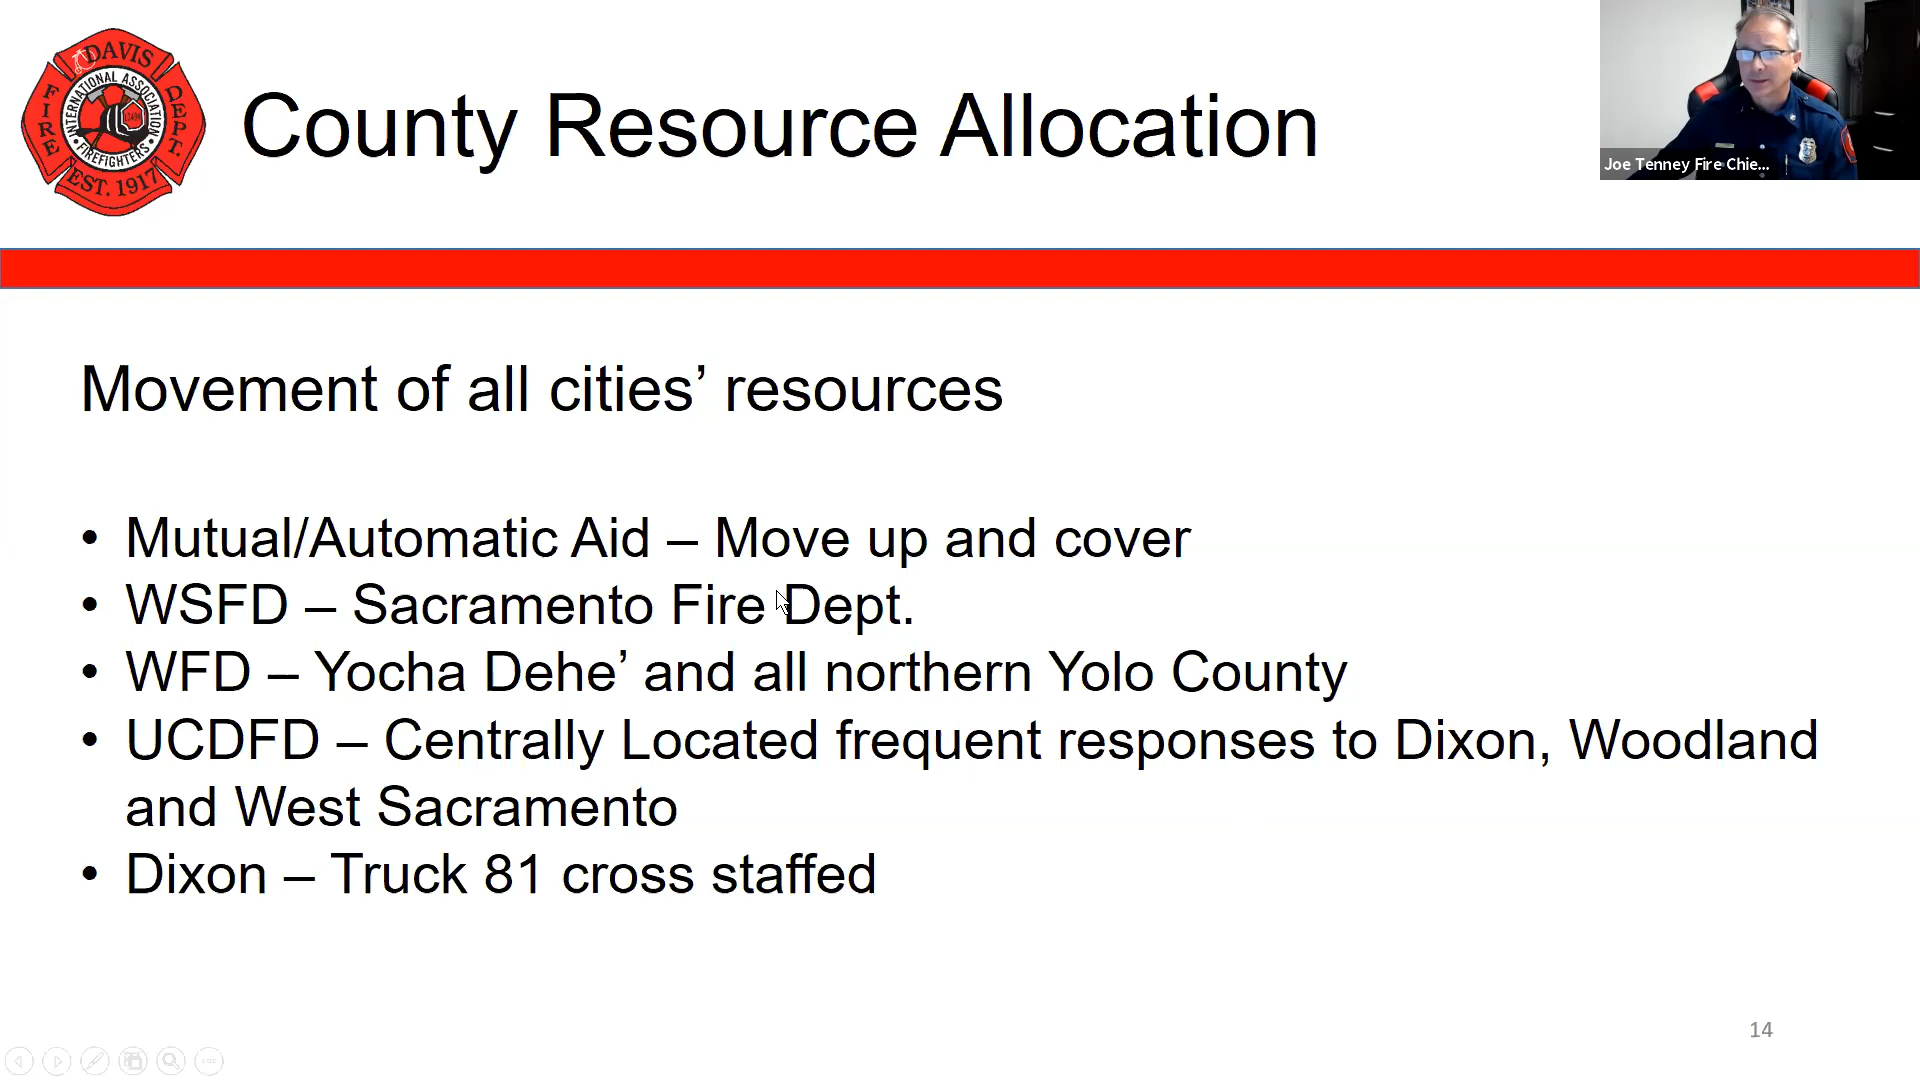 DAVIS
FIRE
DEPT.
INTERNATIONAL ASSOCIATION
FIREFIGHTERS
EST. 1917
County Resource Allocation
Joe Tenney Fire Chie...
Movement of all cities’ resources
• Mutual/Automatic Aid – Move up and cover
• WSFD – Sacramento Fire Dept.
• WFD – Yocha Dehe’ and all northern Yolo County
• UCDFD – Centrally Located frequent responses to Dixon, Woodland
and West Sacramento
• Dixon – Truck 81 cross staffed
14